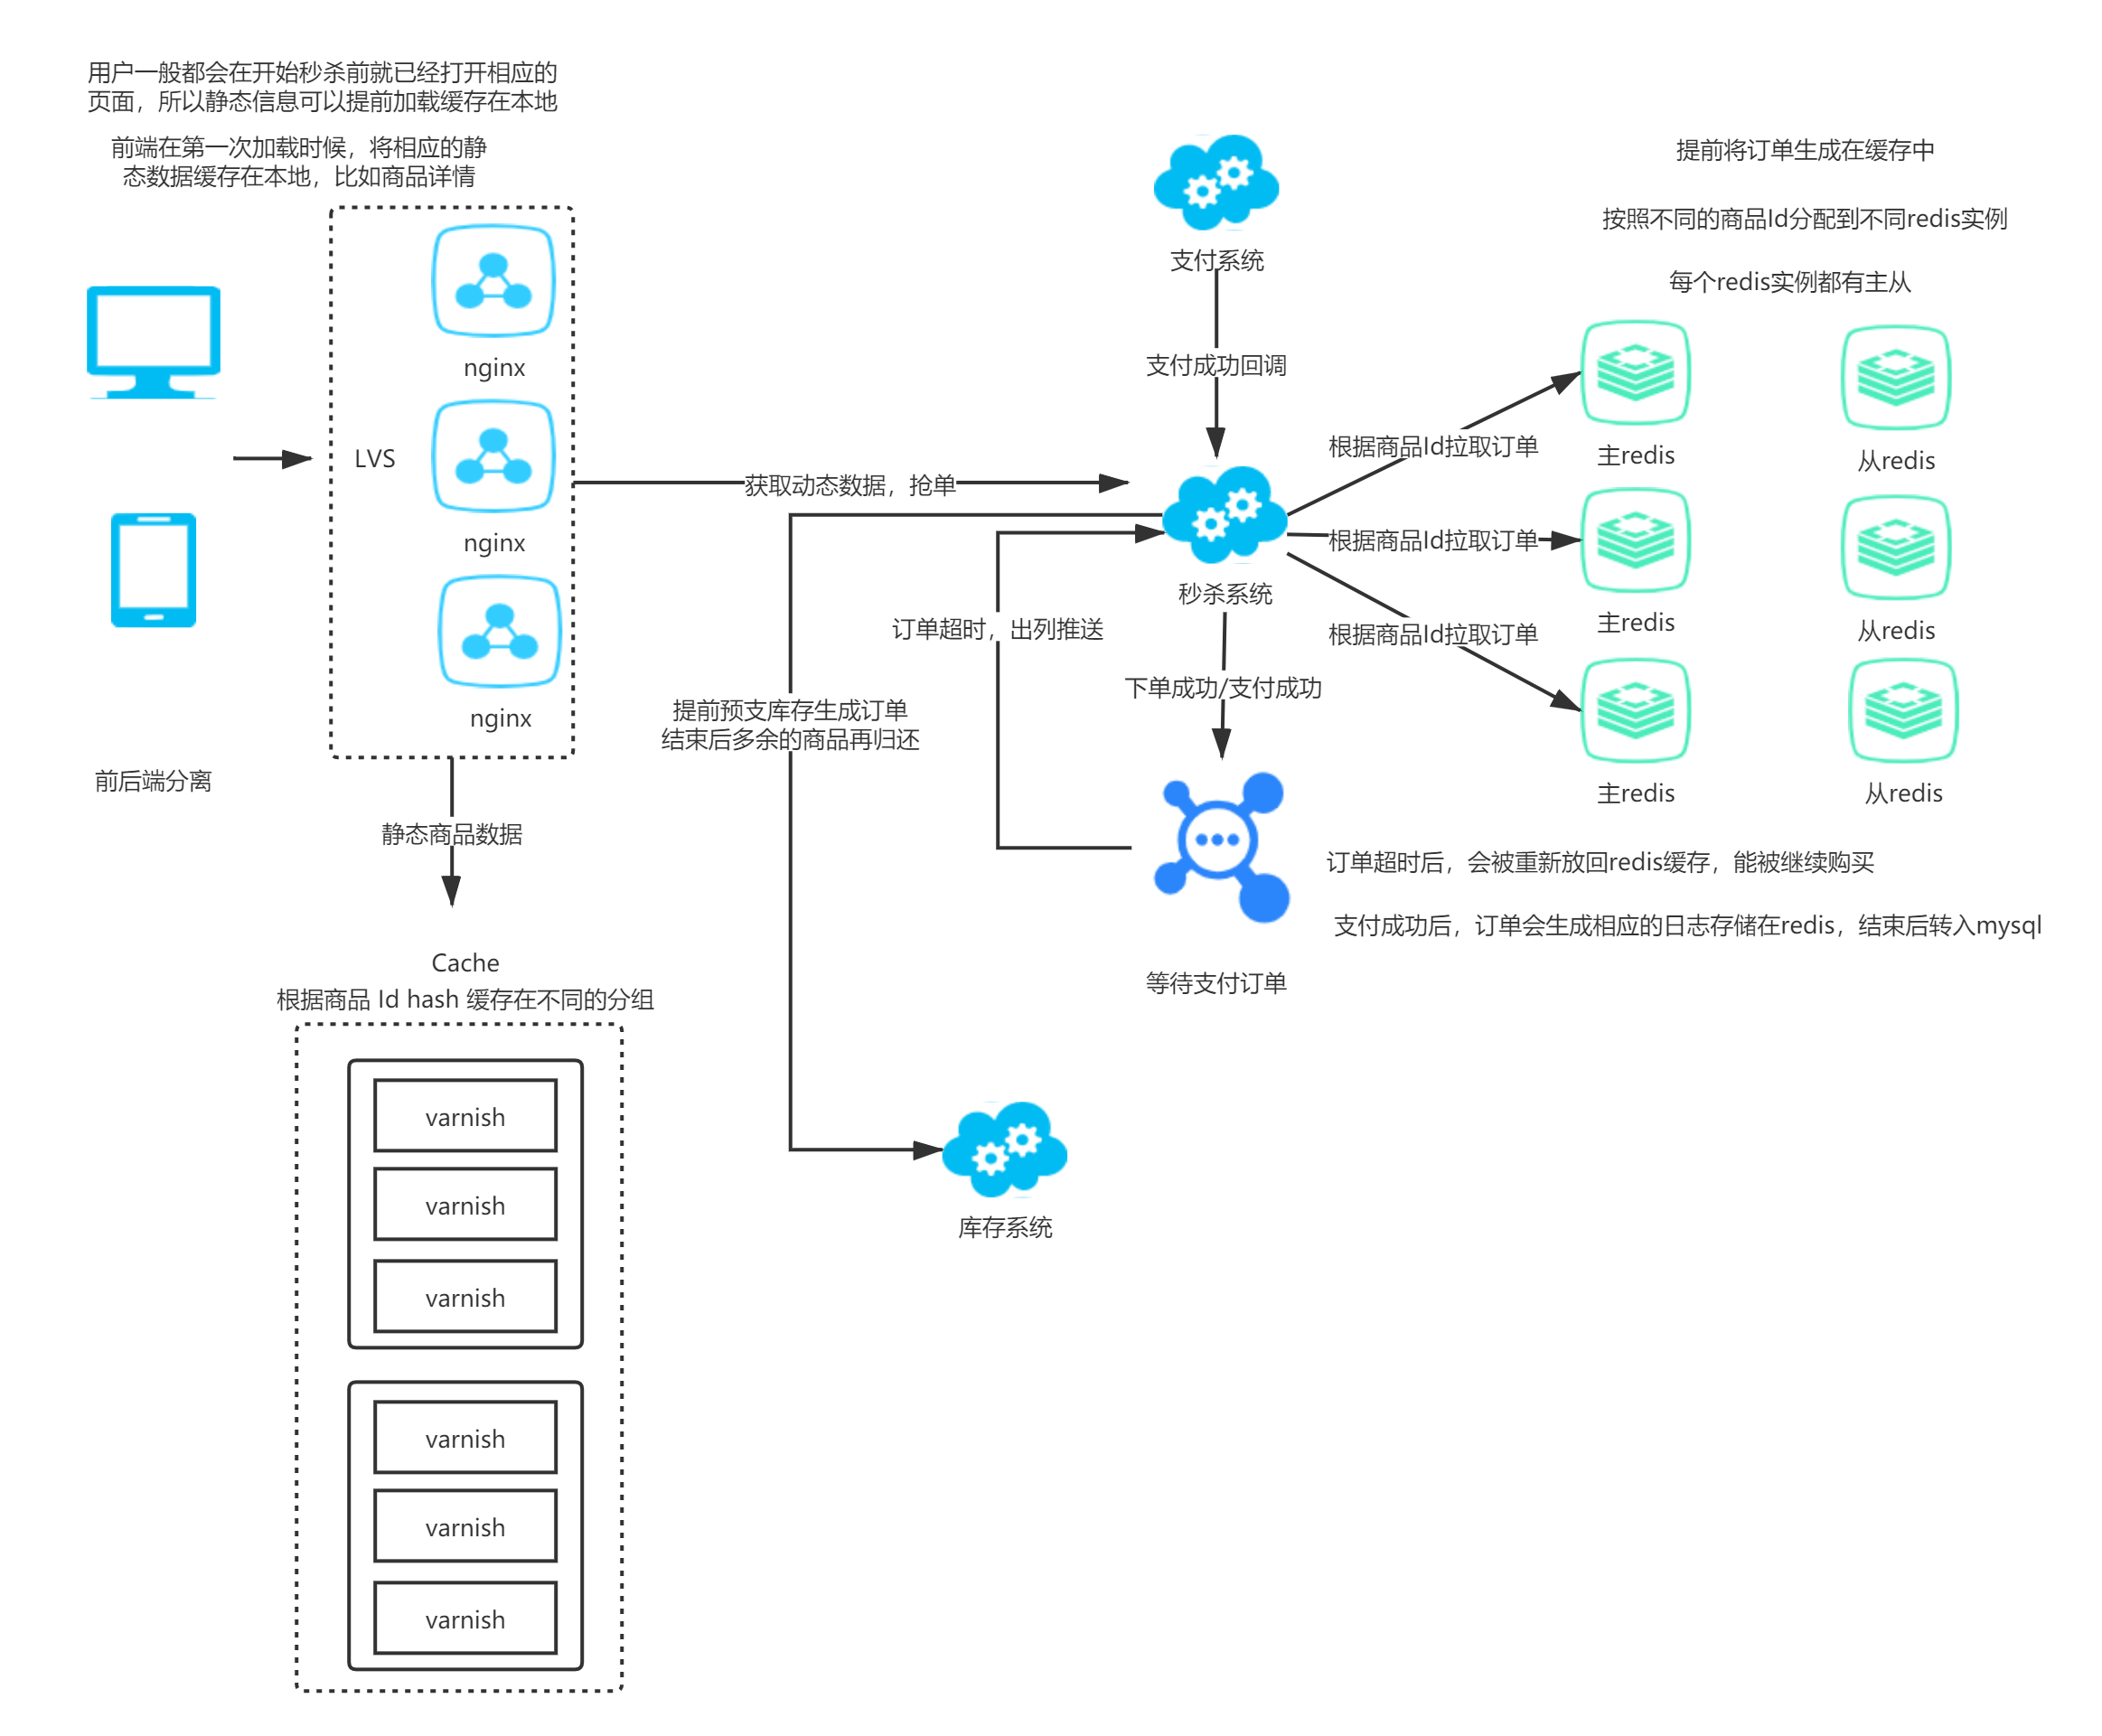 用户一般都会在开始秒杀前就已经打开相应的
页面，所以静态信息可以提前加载缓存在本地
前端在第一次加载时候，将相应的静
态数据缓存在本地，比如商品详情
nginx
LVS
nginx
nginx
前后端分离
静态商品数据
Cache
根据商品 Id hash 缓存在不同的分组
varnish
varnish
varnish
varnish
varnish
varnish
获取动态数据，抢单
支付系统
支付成功回调
秒杀系统
订单超时，出列推送
下单成功/支付成功
提前预支库存生成订单
结束后多余的商品再归还
等待支付订单
库存系统
提前将订单生成在缓存中
按照不同的商品Id分配到不同redis实例
每个redis实例都有主从
根据商品Id拉取订单
主redis
从redis
根据商品Id拉取订单
主redis
从redis
根据商品Id拉取订单
主redis
从redis
订单超时后，会被重新放回redis缓存，能被继续购买
支付成功后，订单会生成相应的日志存储在redis，结束后转入mysql